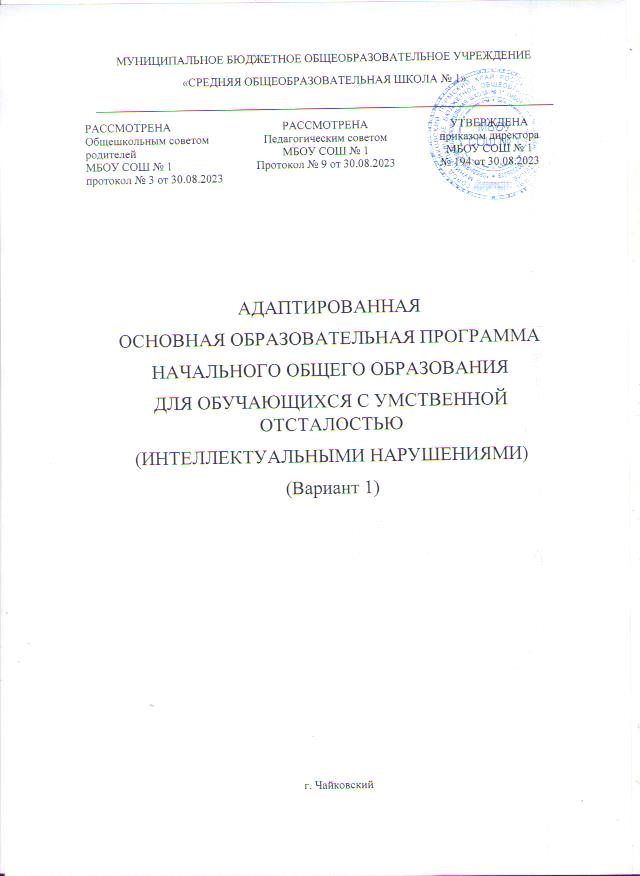 МУНИЦИПАЛЬНОЕ БЮДЖЕТНОЕ ОБЩЕОБРАЗОВАТЕЛЬНОЕ УЧРЕЖДЕНИЕ
«СРЕДНЯЯ ОБЩЕОБРАЗОВАТЕЛЬНАЯ ШКОЛА № 1»
РАССМОТРЕНА
Общешкольным советом
родителей
МБОУ СОШ № 1
протокол № 3 от 30.08.2023
РАССМОТРЕНА
Педагогическим советом
МБОУ СОШ № 1
Протокол № 9 от 30.08.2023
УТВЕРЖДЕНА
приказом директора
МБОУ СОШ № 1
№ 194 от 30.08.2023
АДАПТИРОВАННАЯ
ОСНОВНАЯ ОБРАЗОВАТЕЛЬНАЯ ПРОГРАММА
НАЧАЛЬНОГО ОБЩЕГО ОБРАЗОВАНИЯ
ДЛЯ ОБУЧАЮЩИХСЯ С УМСТВЕННОЙ
ОТСТАЛОСТЬЮ
(ИНТЕЛЛЕКТУАЛЬНЫМИ НАРУШЕНИЯМИ)
(Вариант 1)
г. Чайковский